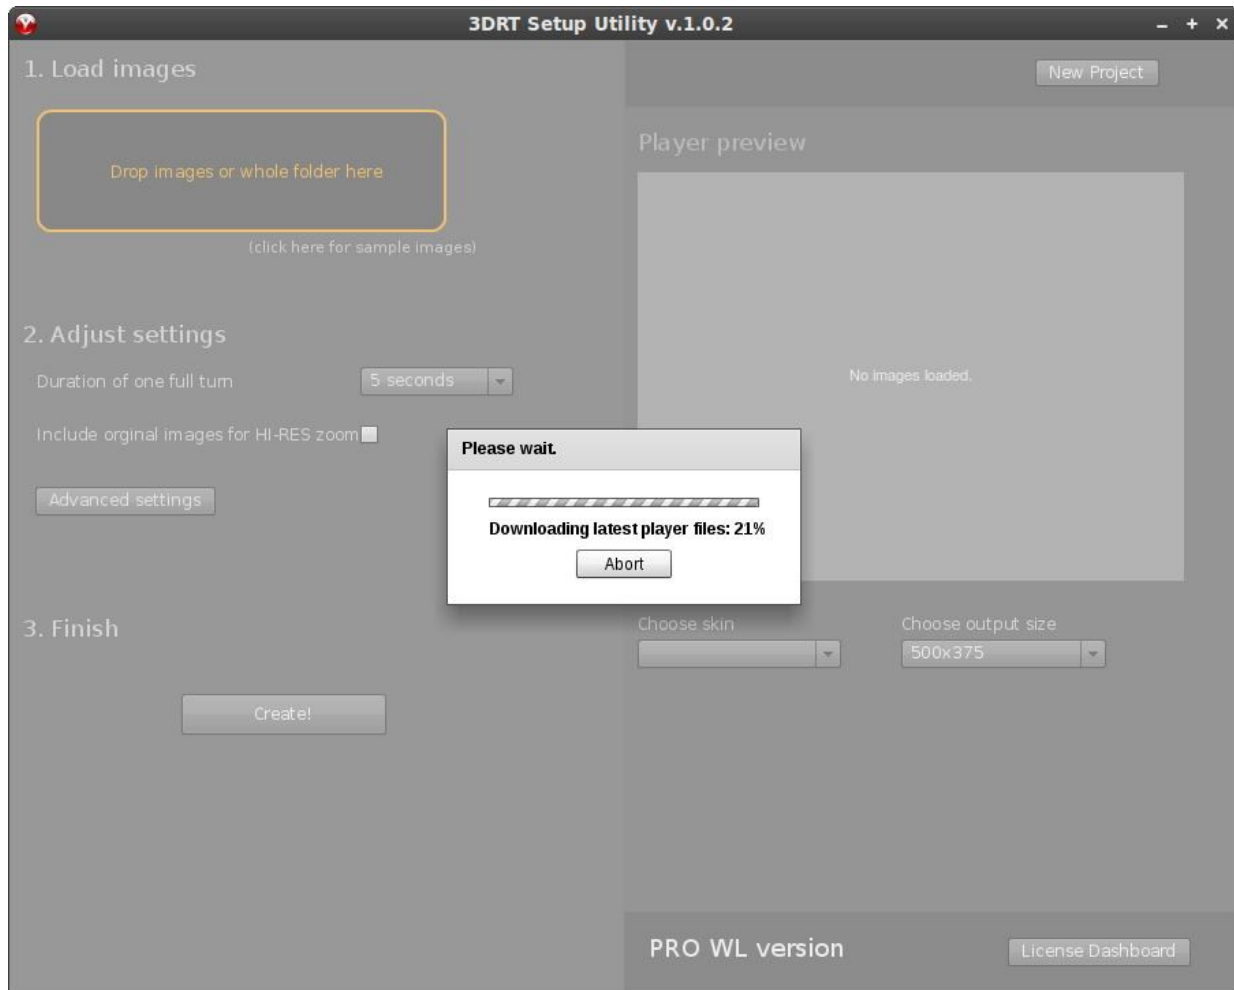 3DRT Setup Utility v.1.0.2
1. Load images
New Project
Drop images or whole folder here
(click here for sample images)
Player preview
No images loaded.
2. Adjust settings
Duration of one full turn
5 seconds
Include orginal images for HI-RES zoom
Advanced settings
Please wait.
Downloading latest player files: 21%
Abort
3. Finish
Create!
Choose skin
Choose output size
500x375
PRO WL version
License Dashboard